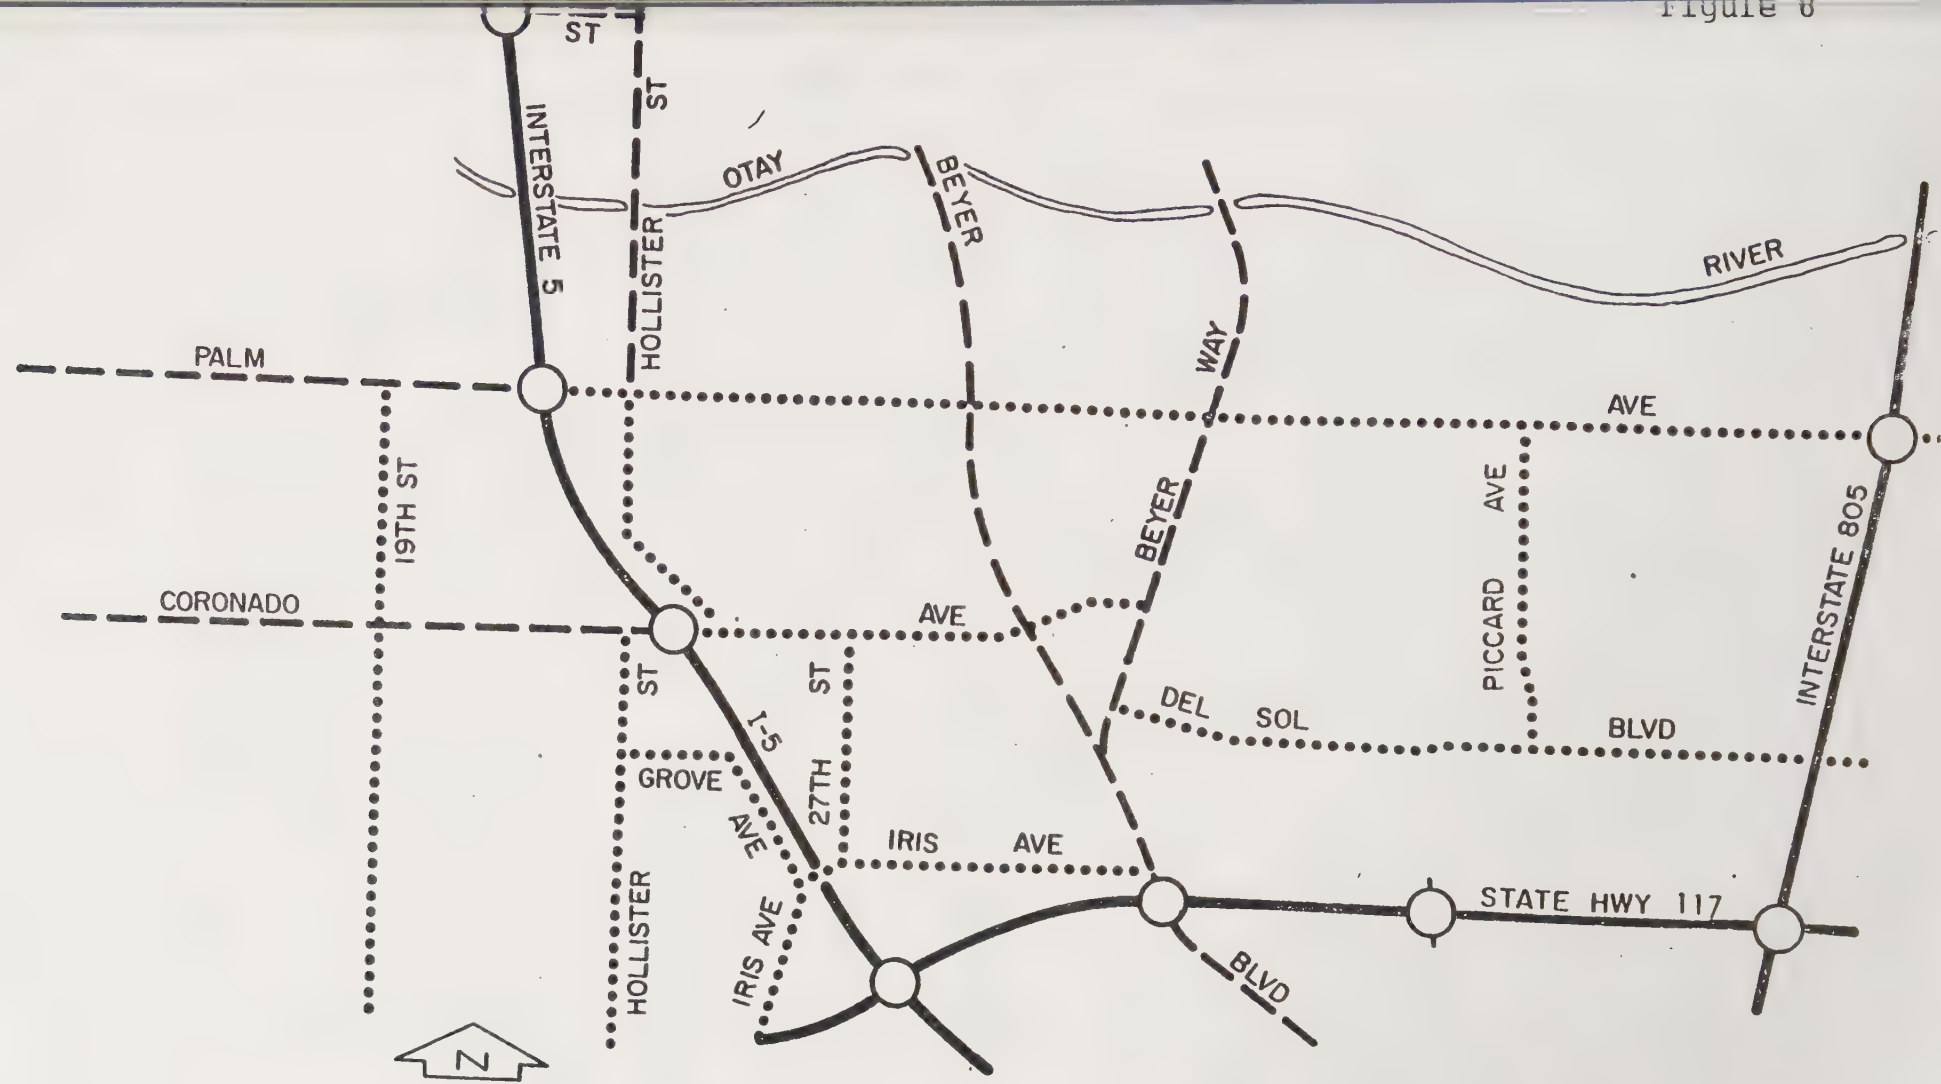 Figure 8
ST
ST
INTERSTATE 5
OTAY
BEYER
HOLLISTER
RIVER
WAY
PALM
AVE
19TH ST
AVE
BEYER
INTERSTATE 805
CORONADO
AVE
PICCARD
ST
ST
DEL SOL BLVD
I-5
GROVE
AVE
27TH
IRIS AVE
HOLLISTER
IRIS AVE
STATE HWY 117
BLVD
N